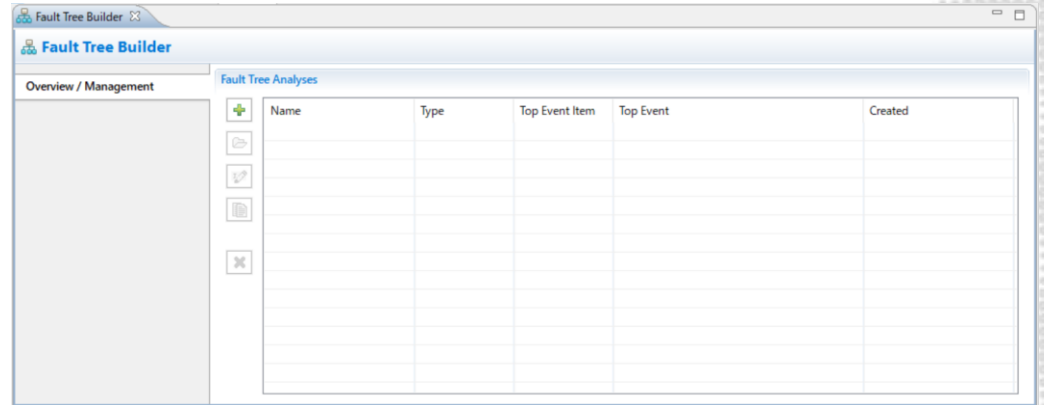 Fault Tree Builder
Fault Tree Builder
Overview / Management
Fault Tree Analyses
Name Type Top Event Item Top Event Created